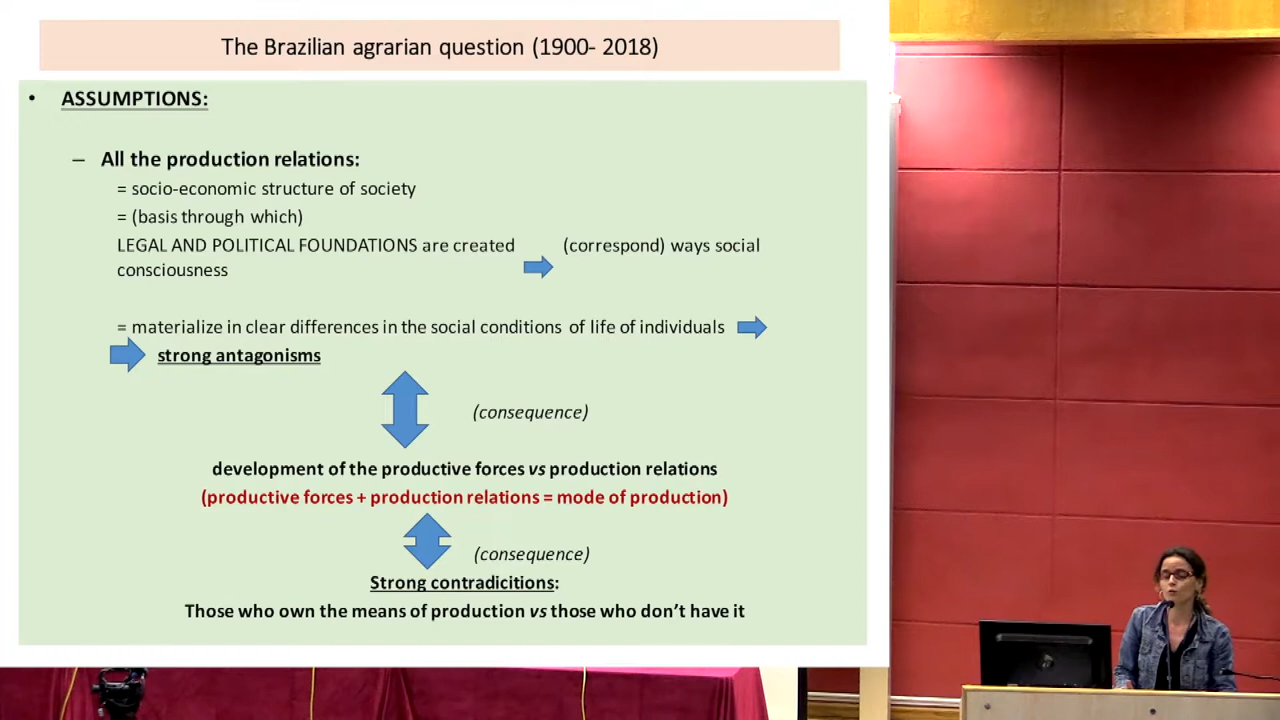 The Brazilian agrarian question (1900- 2018)
• ASSUMPTIONS:
– All the production relations:
= socio-economic structure of society
= (basis through which)
LEGAL AND POLITICAL FOUNDATIONS are created (correspond) ways social
consciousness
= materialize in clear differences in the social conditions of life of individuals
strong antagonisms
(consequence)
development of the productive forces vs production relations
(productive forces + production relations = mode of production)
(consequence)
Strong contradicitions:
Those who own the means of production vs those who don't have it